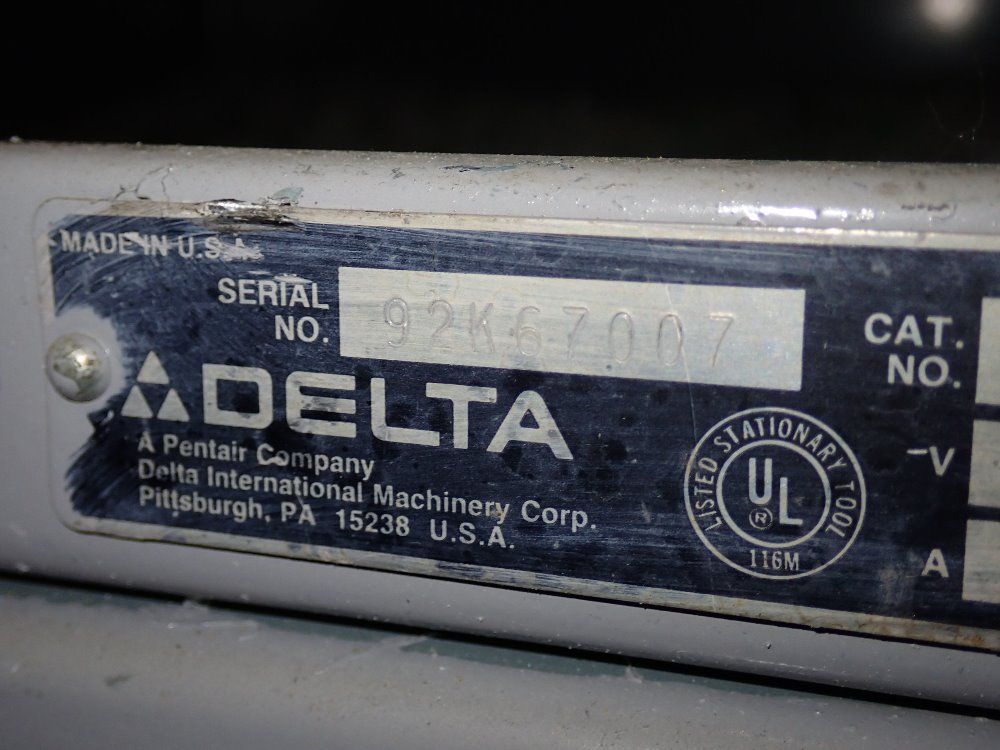 MADE IN U.S.A.
SERIAL
NO.
92K67007
CAT.
NO.
DELTA
A Pentair Company
Delta International Machinery Corp.
Pittsburgh, PA 15238 U.S.A.
LISTED STATIONARY TOOL
UL
®
116M
~V
A